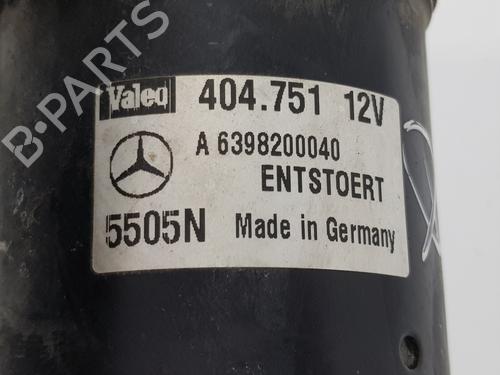 Valeo 404.751 12V
A 6398200040
ENTSTOERT
5505N Made in Germany
B-PARTS